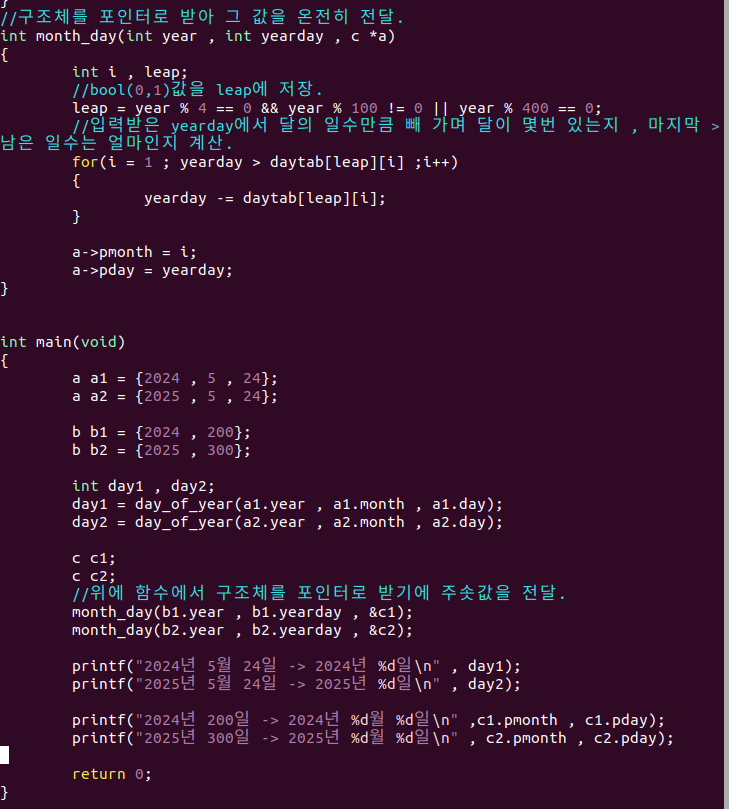 }
//구조체를 포인터로 받아 그 값을 온전히 전달.
int month_day(int year , int yearday , c *a)
{
        int i , leap;
        //bool(0,1)값을 leap에 저장.
        leap = year % 4 == 0 && year % 100 != 0 || year % 400 == 0;
        //입력받은 yearday에서 달의 일수만큼 빼 가며 달이 몇번 있는지 , 마지막 >
남은 일수는 얼마인지 계산.
        for(i = 1 ; yearday > daytab[leap][i] ;i++)
        {
                yearday -= daytab[leap][i];
        }

        a->pmonth = i;
        a->pday = yearday;
}


int main(void)
{
        a a1 = {2024 , 5 , 24};
        a a2 = {2025 , 5 , 24};

        b b1 = {2024 , 200};
        b b2 = {2025 , 300};

        int day1 , day2;
        day1 = day_of_year(a1.year , a1.month , a1.day);
        day2 = day_of_year(a2.year , a2.month , a2.day);

        c c1;
        c c2;
        //위에 함수에서 구조체를 포인터로 받기에 주솟값을 전달.
        month_day(b1.year , b1.yearday , &c1);
        month_day(b2.year , b2.yearday , &c2);

        printf("2024년 5월 24일 -> 2024년 %d일\n" , day1);
        printf("2025년 5월 24일 -> 2025년 %d일\n" , day2);

        printf("2024년 200일 -> 2024년 %d월 %d일\n" ,c1.pmonth , c1.pday);
        printf("2025년 300일 -> 2025년 %d월 %d일\n" , c2.pmonth , c2.pday);

        return 0;
}